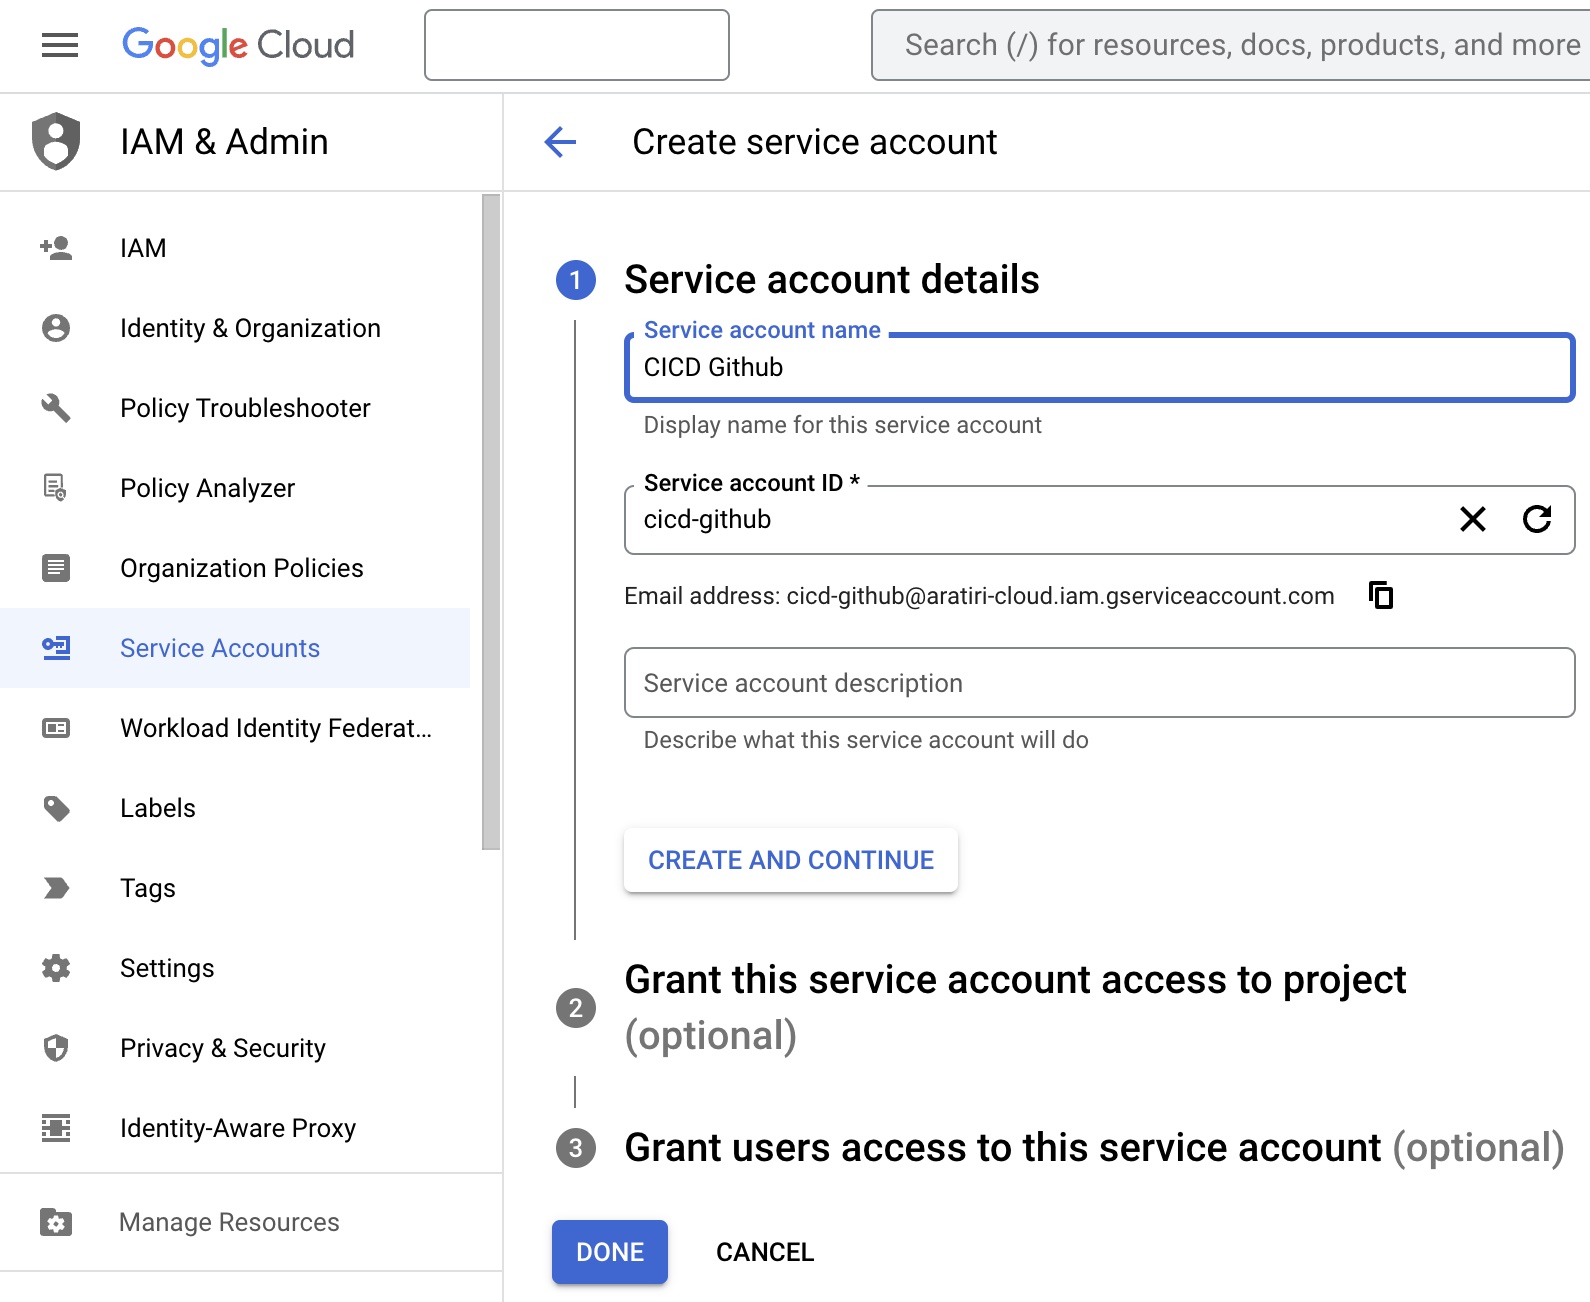 Google Cloud
Search (/) for resources, docs, products, and more
IAM & Admin
Create service account
IAM
Identity & Organization
Policy Troubleshooter
Policy Analyzer
Organization Policies
Service Accounts
Workload Identity Federat...
Labels
Tags
Settings
Privacy & Security
Identity-Aware Proxy
Manage Resources
1 Service account details
Service account name
CICD Github
Display name for this service account
Service account ID *
cicd-github
Email address: cicd-github@aratiri-cloud.iam.gserviceaccount.com
Service account description
Describe what this service account will do
CREATE AND CONTINUE
2 Grant this service account access to project
(optional)
3 Grant users access to this service account (optional)
DONE CANCEL